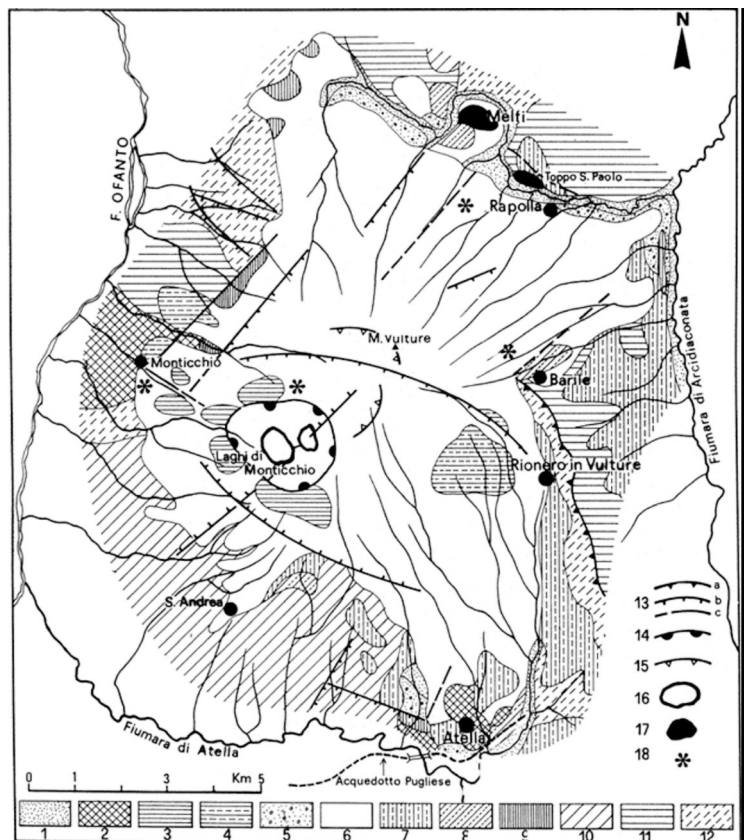 N
Melfi
F. OFANTO
Toppo S. Paolo
Rapolla
M. Vulture
Monticchio
Barile
Fiumara di Arcidiaconata
Laghi di
Monticchio
Rionero in Vulture
S. Andrea
13
a
b
c
14
15
16
17
18
Atella
Fiumara di Atella
0 1 3 Km 5
Acquedotto Pugliese
1 2 3 4 5 6 7 8 9 10 11 12